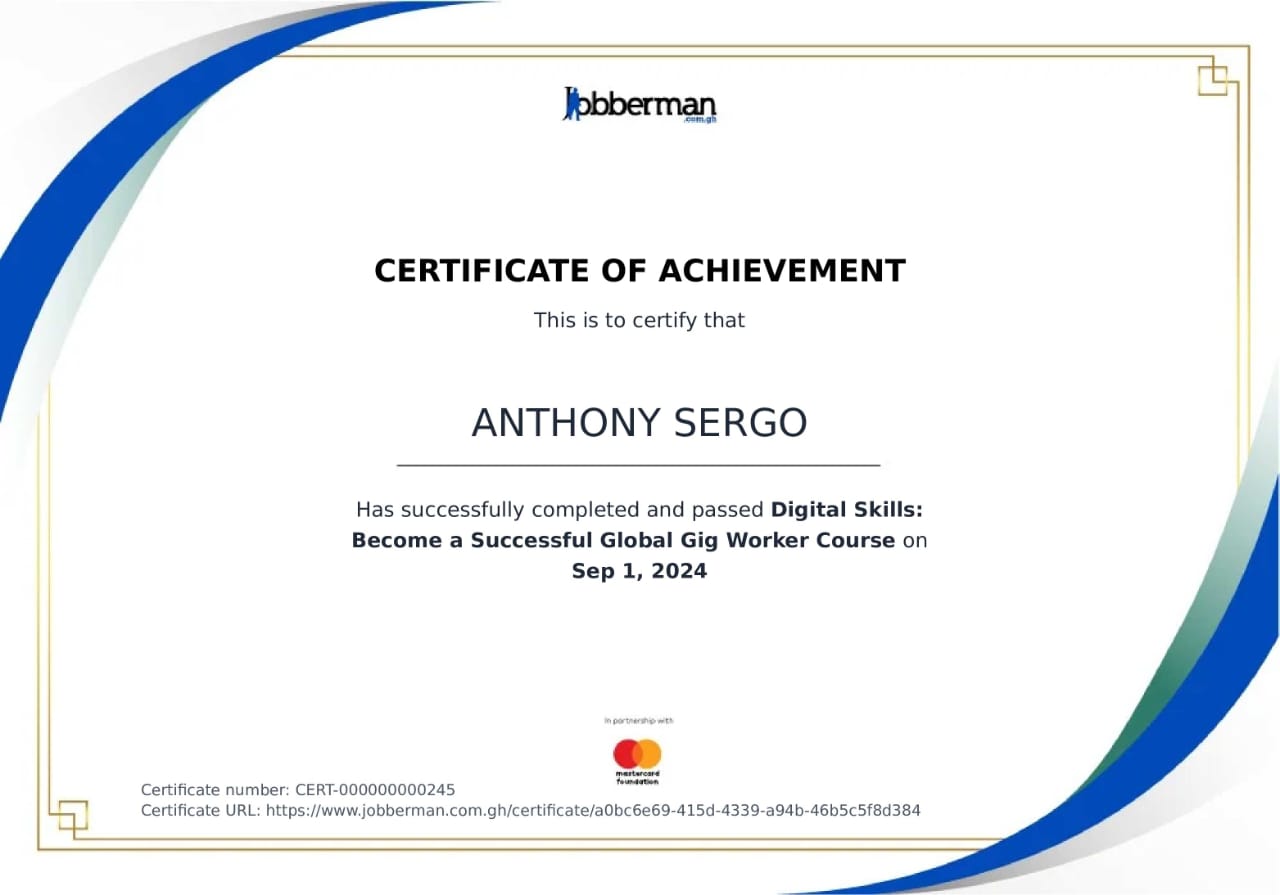 Jobberman
.com.gh
CERTIFICATE OF ACHIEVEMENT
This is to certify that
ANTHONY SERGO
Has successfully completed and passed Digital Skills:
Become a Successful Global Gig Worker Course on
Sep 1, 2024
In partnership with
mastercard
foundation
Certificate number: CERT-000000000245
Certificate URL: https://www.jobberman.com.gh/certificate/a0bc6e69-415d-4339-a94b-46b5c5f8d384